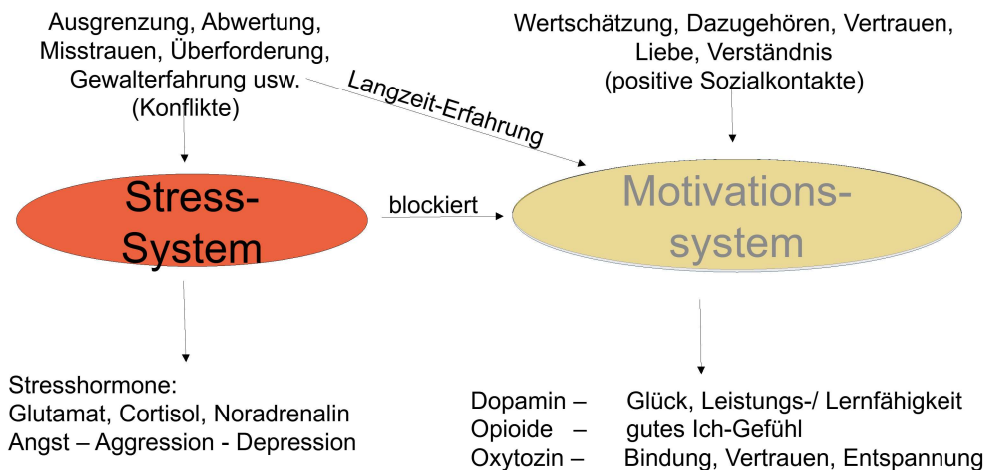 Ausgrenzung, Abwertung,
Misstrauen, Überforderung,
Gewalterfahrung usw.
(Konflikte)
Wertschätzung, Dazugehören, Vertrauen,
Liebe, Verständnis
(positive Sozialkontakte)
Langzeit-Erfahrung
Stress-
System
blockiert
Motivations-
system
Stresshormone:
Glutamat, Cortisol, Noradrenalin
Angst – Aggression - Depression
Dopamin – Glück, Leistungs-/ Lernfähigkeit
Opioide – gutes Ich-Gefühl
Oxytozin – Bindung, Vertrauen, Entspannung